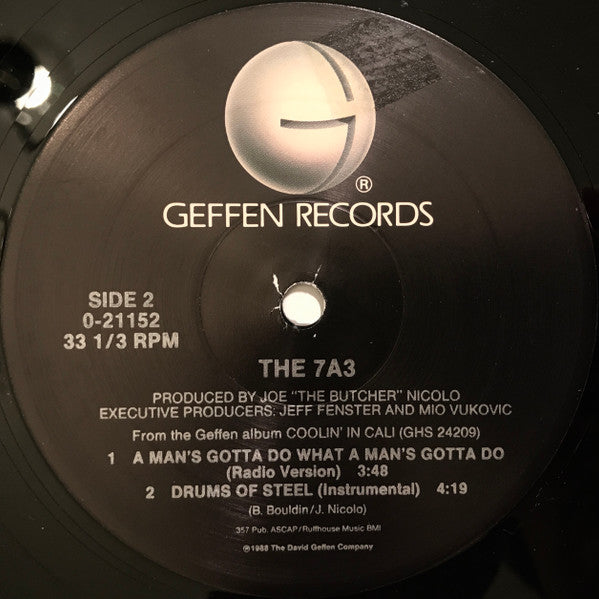 ®
GEFFEN RECORDS
SIDE 2
0-21152
33 1/3 RPM
THE 7A3
PRODUCED BY JOE "THE BUTCHER" NICOLO
EXECUTIVE PRODUCERS: JEFF FENSTER AND MIO VUKOVIC
From the Geffen album COOLIN' IN CALI (GHS 24209)
1 A MAN'S GOTTA DO WHAT A MAN'S GOTTA DO
(Radio Version) 3:48
2 DRUMS OF STEEL (Instrumental) 4:19
(B. Bouldin/J. Nicolo)
357 Pub. ASCAP/Ruffhouse Music BMI
℗1988 The David Geffen Company